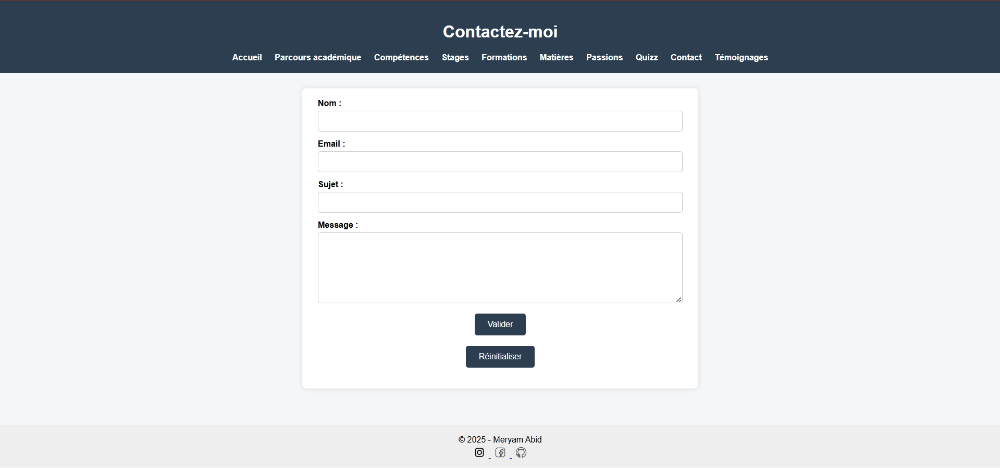 Contactez-moi
Accueil Parcours académique Compétences Stages Formations Matières Passions Quizz Contact Témoignages
Nom :
Email :
Sujet :
Message :
Valider
Réinitialiser
© 2025 - Meryam Abid